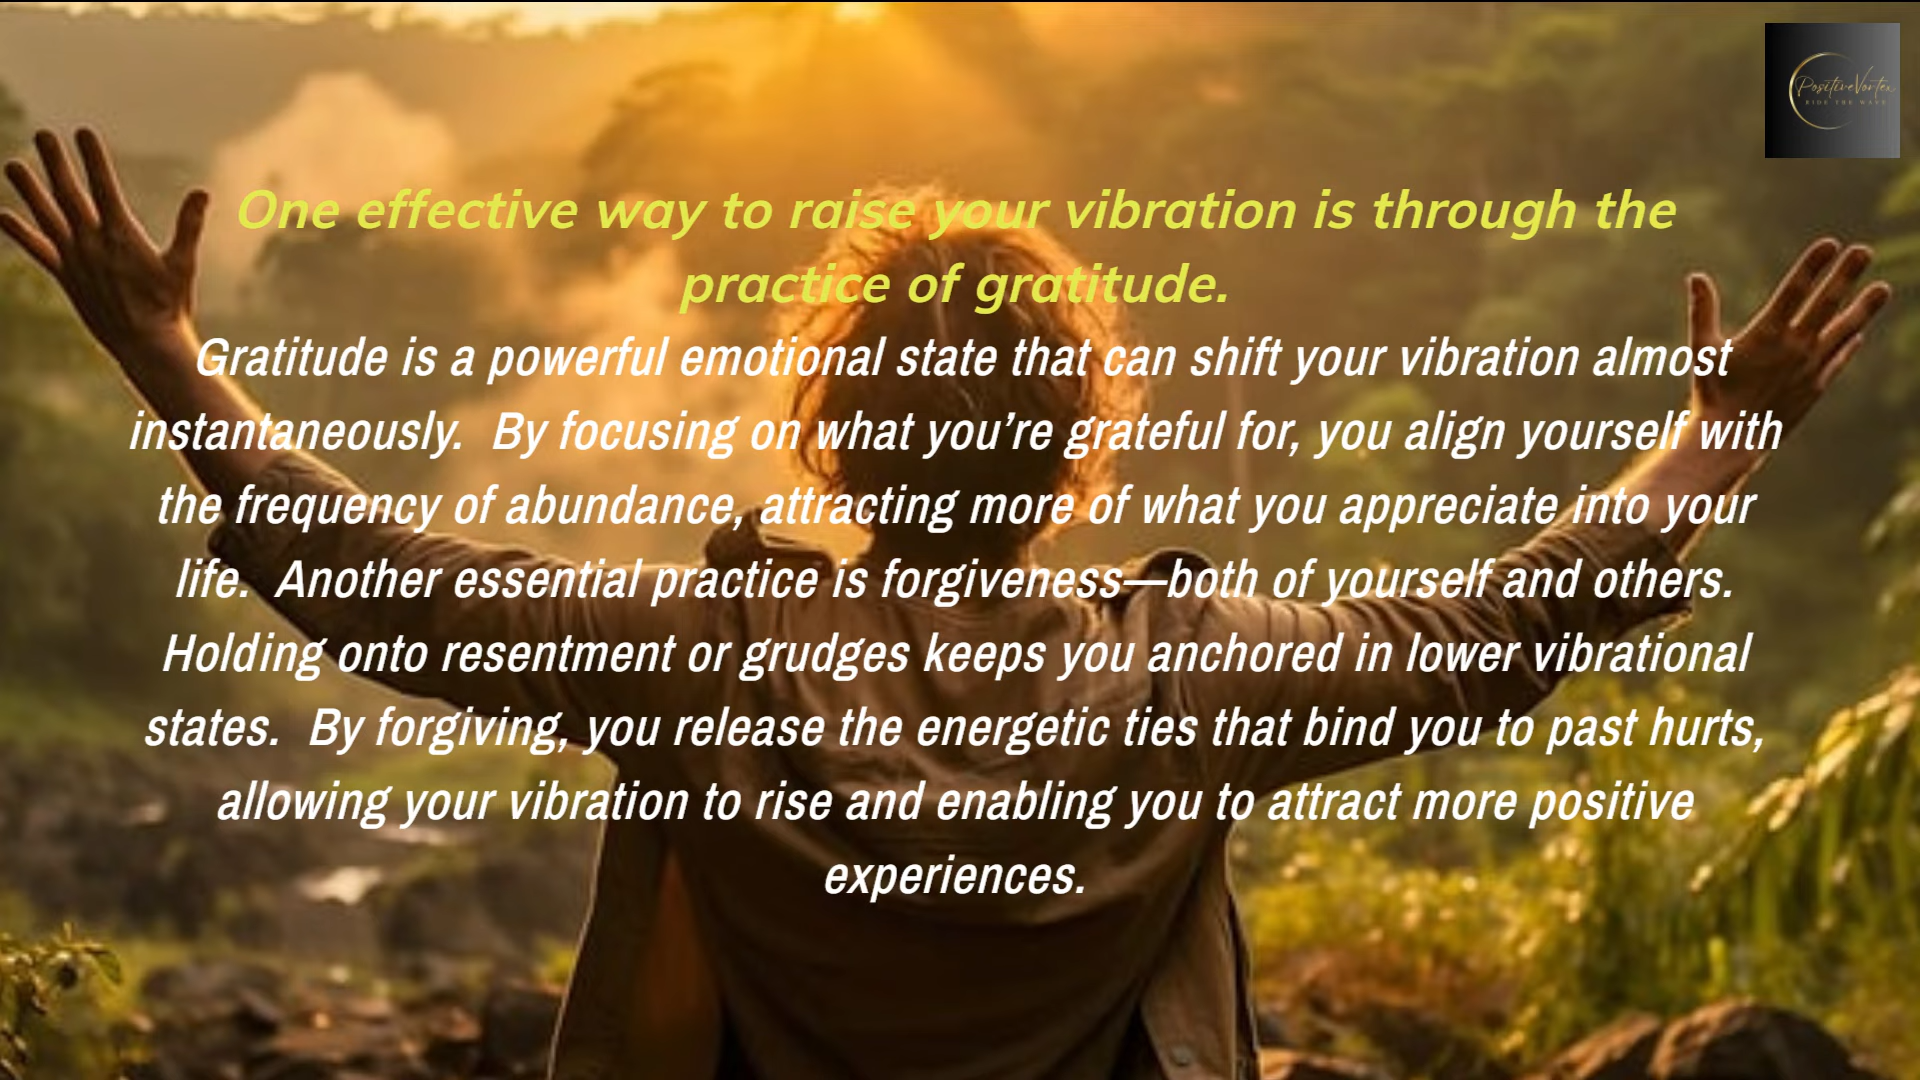 PositiveVortex
RIDE THE WAVE
One effective way to raise your vibration is through the
practice of gratitude.
Gratitude is a powerful emotional state that can shift your vibration almost
instantaneously.  By focusing on what you’re grateful for, you align yourself with
the frequency of abundance, attracting more of what you appreciate into your
life.  Another essential practice is forgiveness—both of yourself and others.
Holding onto resentment or grudges keeps you anchored in lower vibrational
states.  By forgiving, you release the energetic ties that bind you to past hurts,
allowing your vibration to rise and enabling you to attract more positive
experiences.